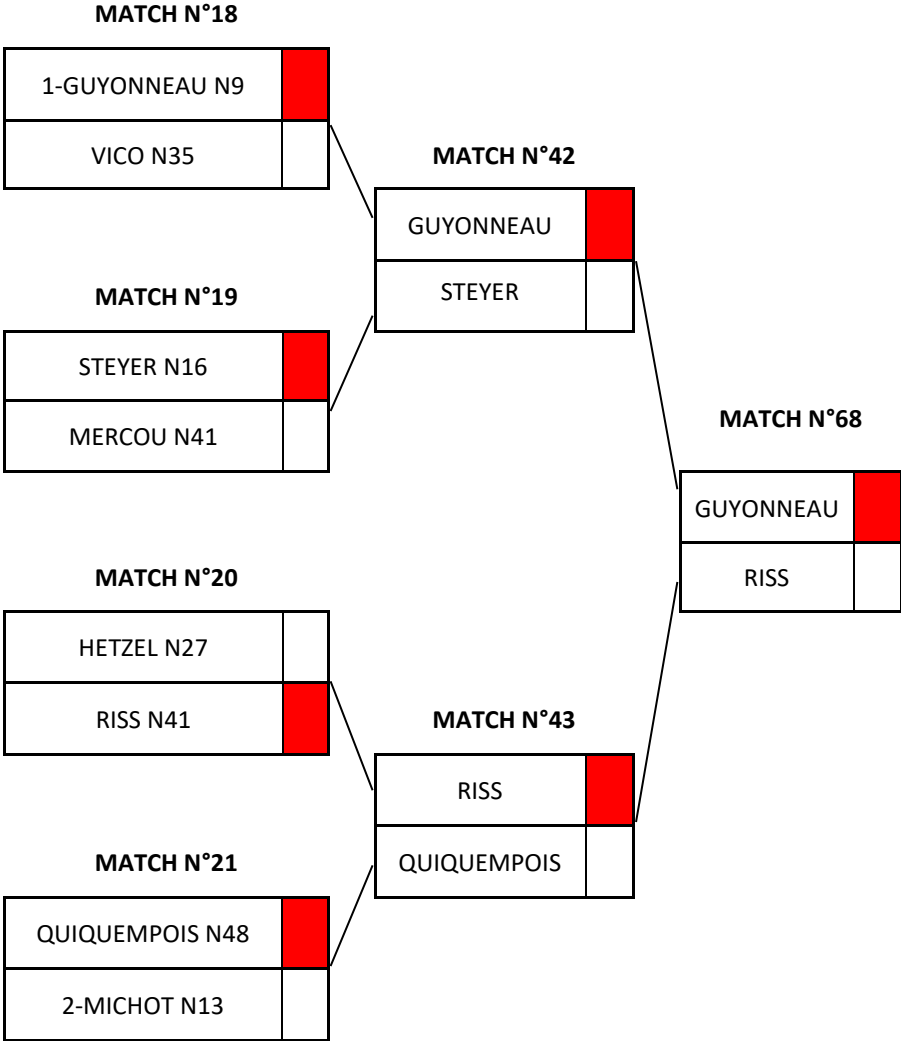 MATCH N°18
1-GUYONNEAU N9
VICO N35
MATCH N°42
GUYONNEAU
STEYER
MATCH N°19
STEYER N16
MERCOU N41
MATCH N°68
GUYONNEAU
RISS
MATCH N°20
HETZEL N27
RISS N41
MATCH N°43
RISS
QUIQUEMPOIS
MATCH N°21
QUIQUEMPOIS N48
2-MICHOT N13